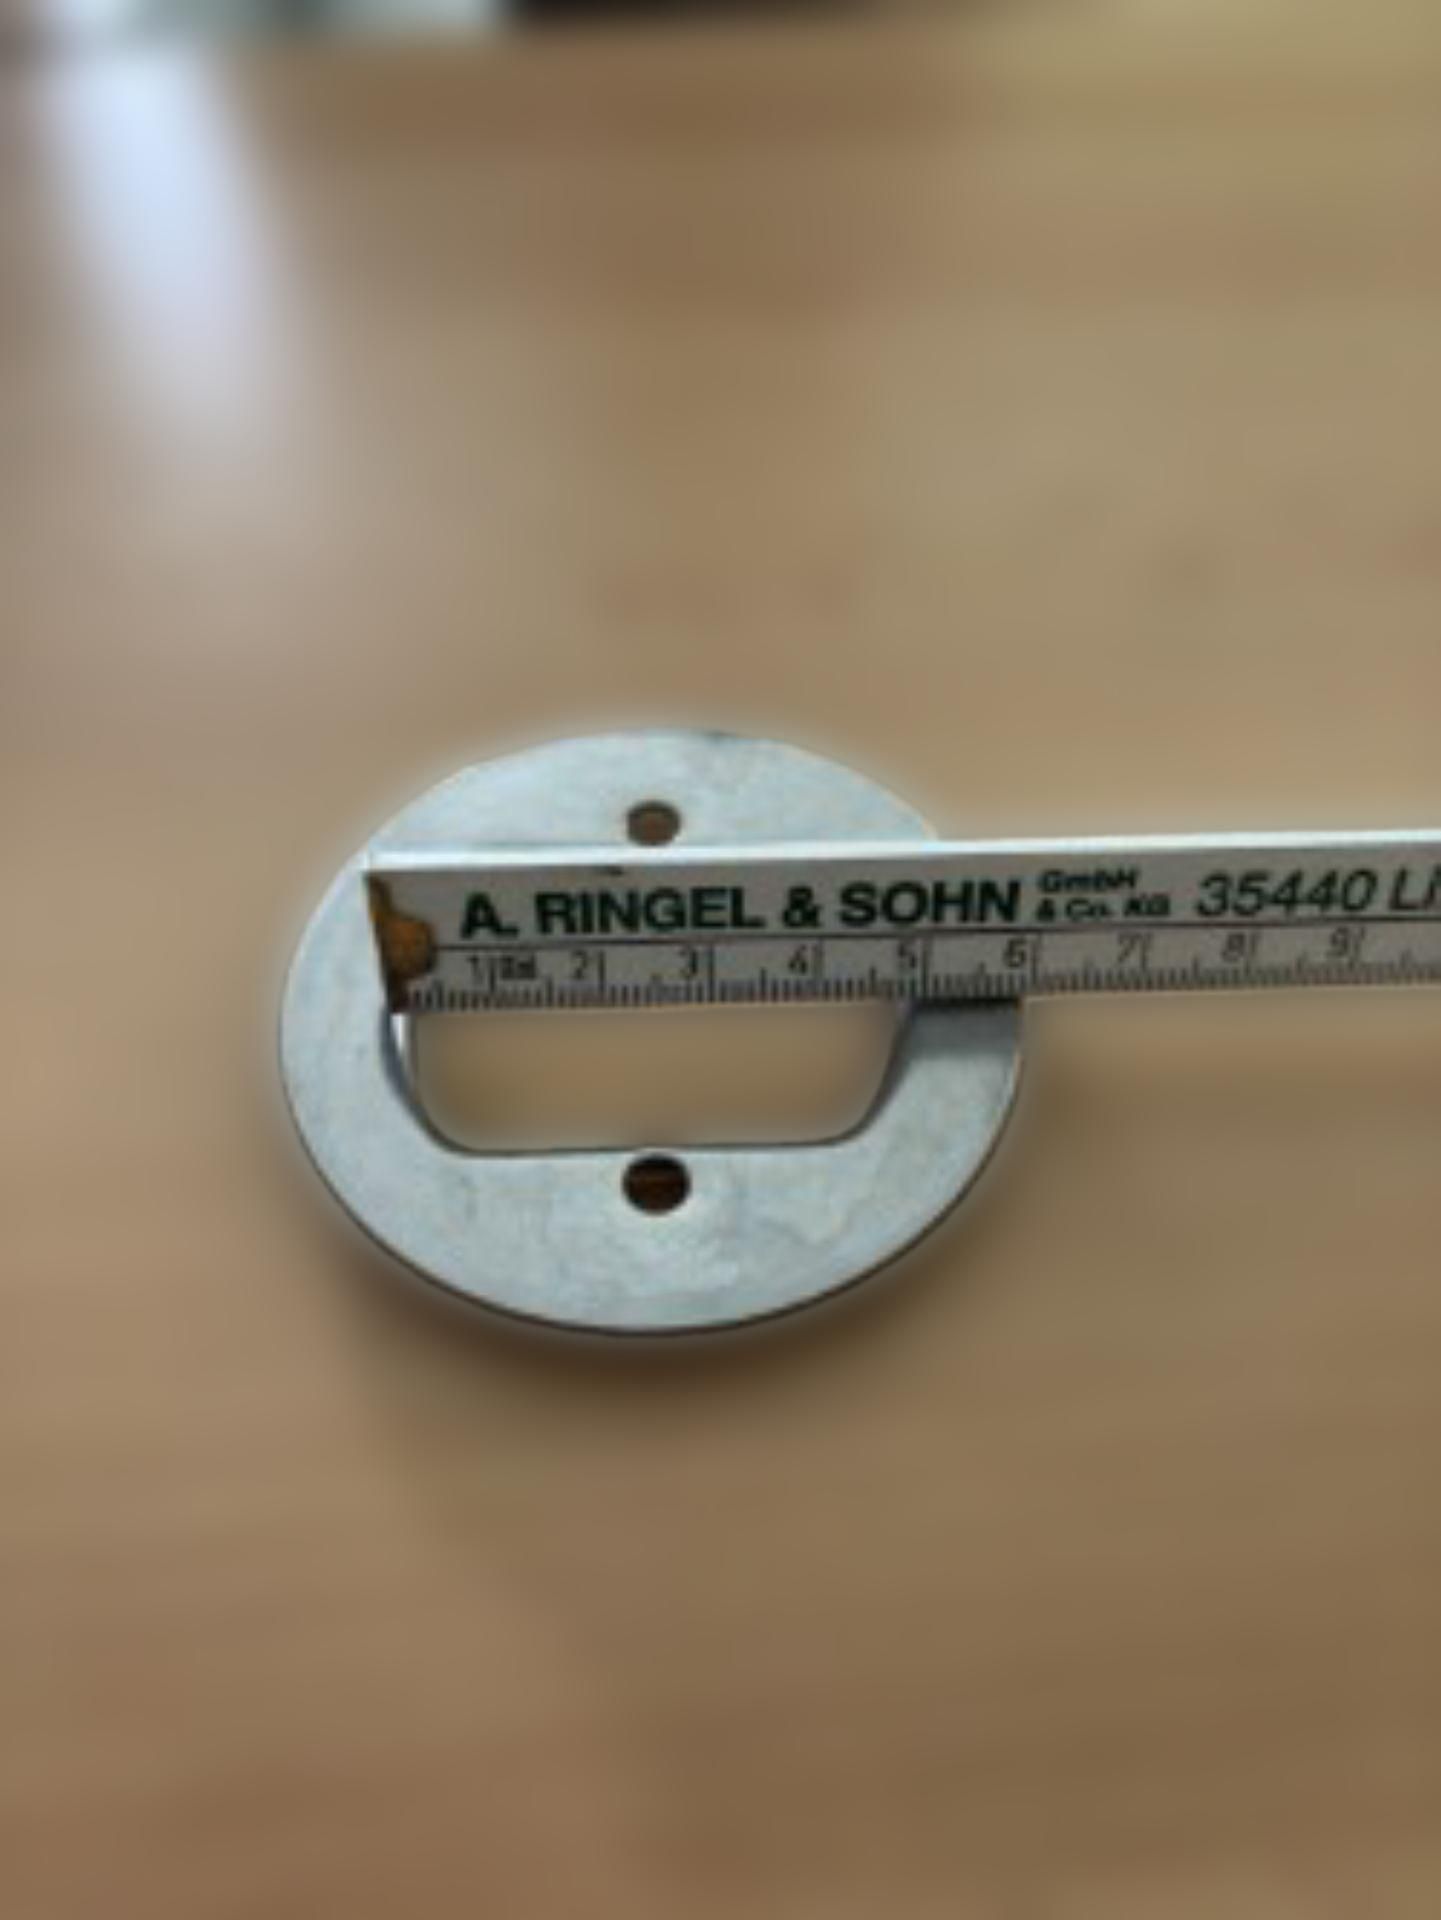 A. RINGEL & SOHN GmbH & Co. KG 35440 Li
1 2 3 4 5 6 7 8 9